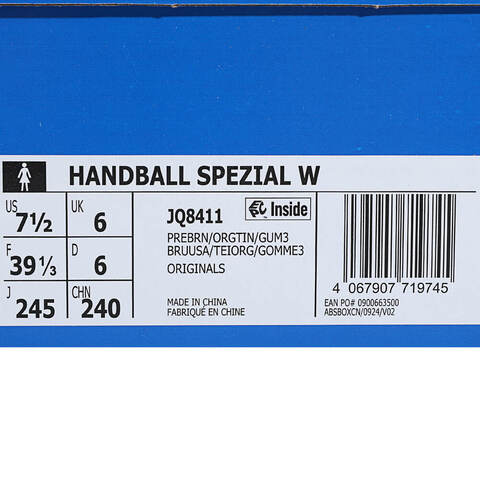 HANDBALL SPEZIAL W
US 7½ UK 6
F 39⅓ D 6
J 245 CHN 240
JQ8411 Inside
PREBRN/ORGTIN/GUM3
BRUUSA/TEIORG/GOMME3
ORIGINALS
MADE IN CHINA
FABRIQUÉ EN CHINE
4 067907 719745
EAN PO# 0900663500
ABSBOXCN/0924/V02